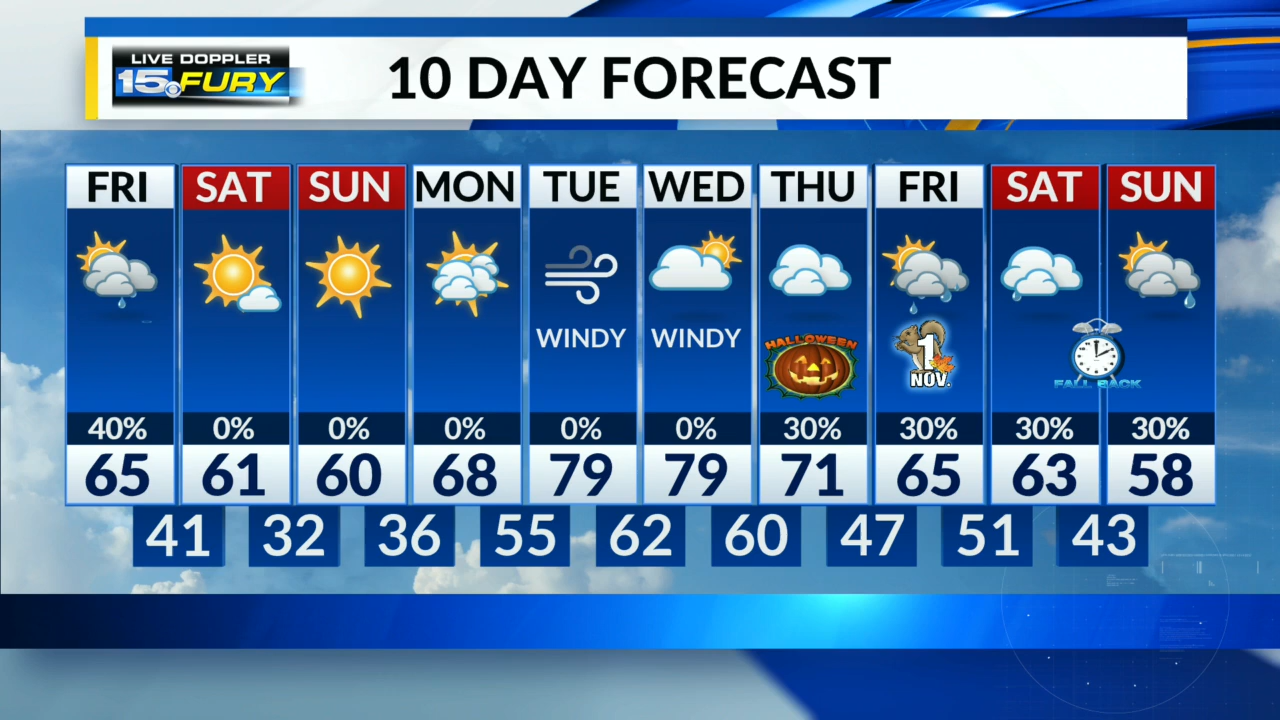 LIVE DOPPLER
15 FURY
10 DAY FORECAST
FRI SAT SUN MON TUE WED THU FRI SAT SUN
WINDY WINDY
HALLOWEEN
1
NOV.
FALL BACK
40% 0% 0% 0% 0% 0% 30% 30% 30% 30%
65 61 60 68 79 79 71 65 63 58
41 32 36 55 62 60 47 51 43